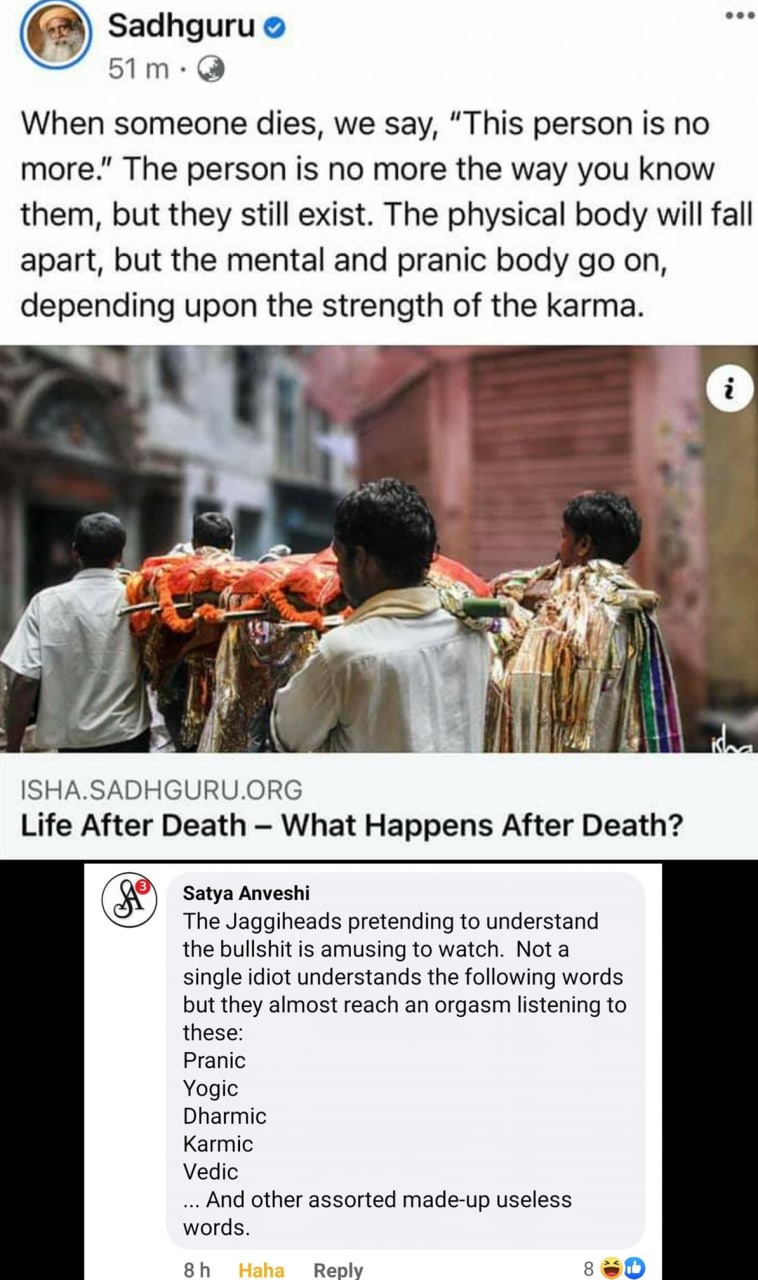 Sadhguru
51 m ·
When someone dies, we say, “This person is no
more.” The person is no more the way you know
them, but they still exist. The physical body will fall
apart, but the mental and pranic body go on,
depending upon the strength of the karma.
i
isha
ISHA.SADHGURU.ORG
Life After Death – What Happens After Death?
SA
3
Satya Anveshi
The Jaggiheads pretending to understand
the bullshit is amusing to watch. Not a
single idiot understands the following words
but they almost reach an orgasm listening to
these:
Pranic
Yogic
Dharmic
Karmic
Vedic
... And other assorted made-up useless
words.
8 h Haha Reply 8